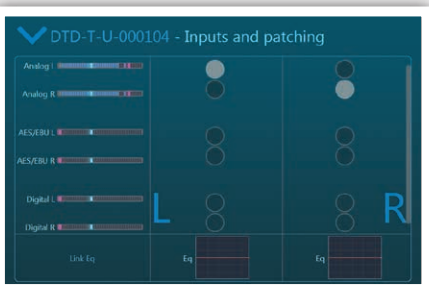 DTD-T-U-000104 - Inputs and patching
Analog L
Analog R
AES/EBU L
AES/EBU R
Digital L
Digital R
L
R
Link Eq
Eq
Eq